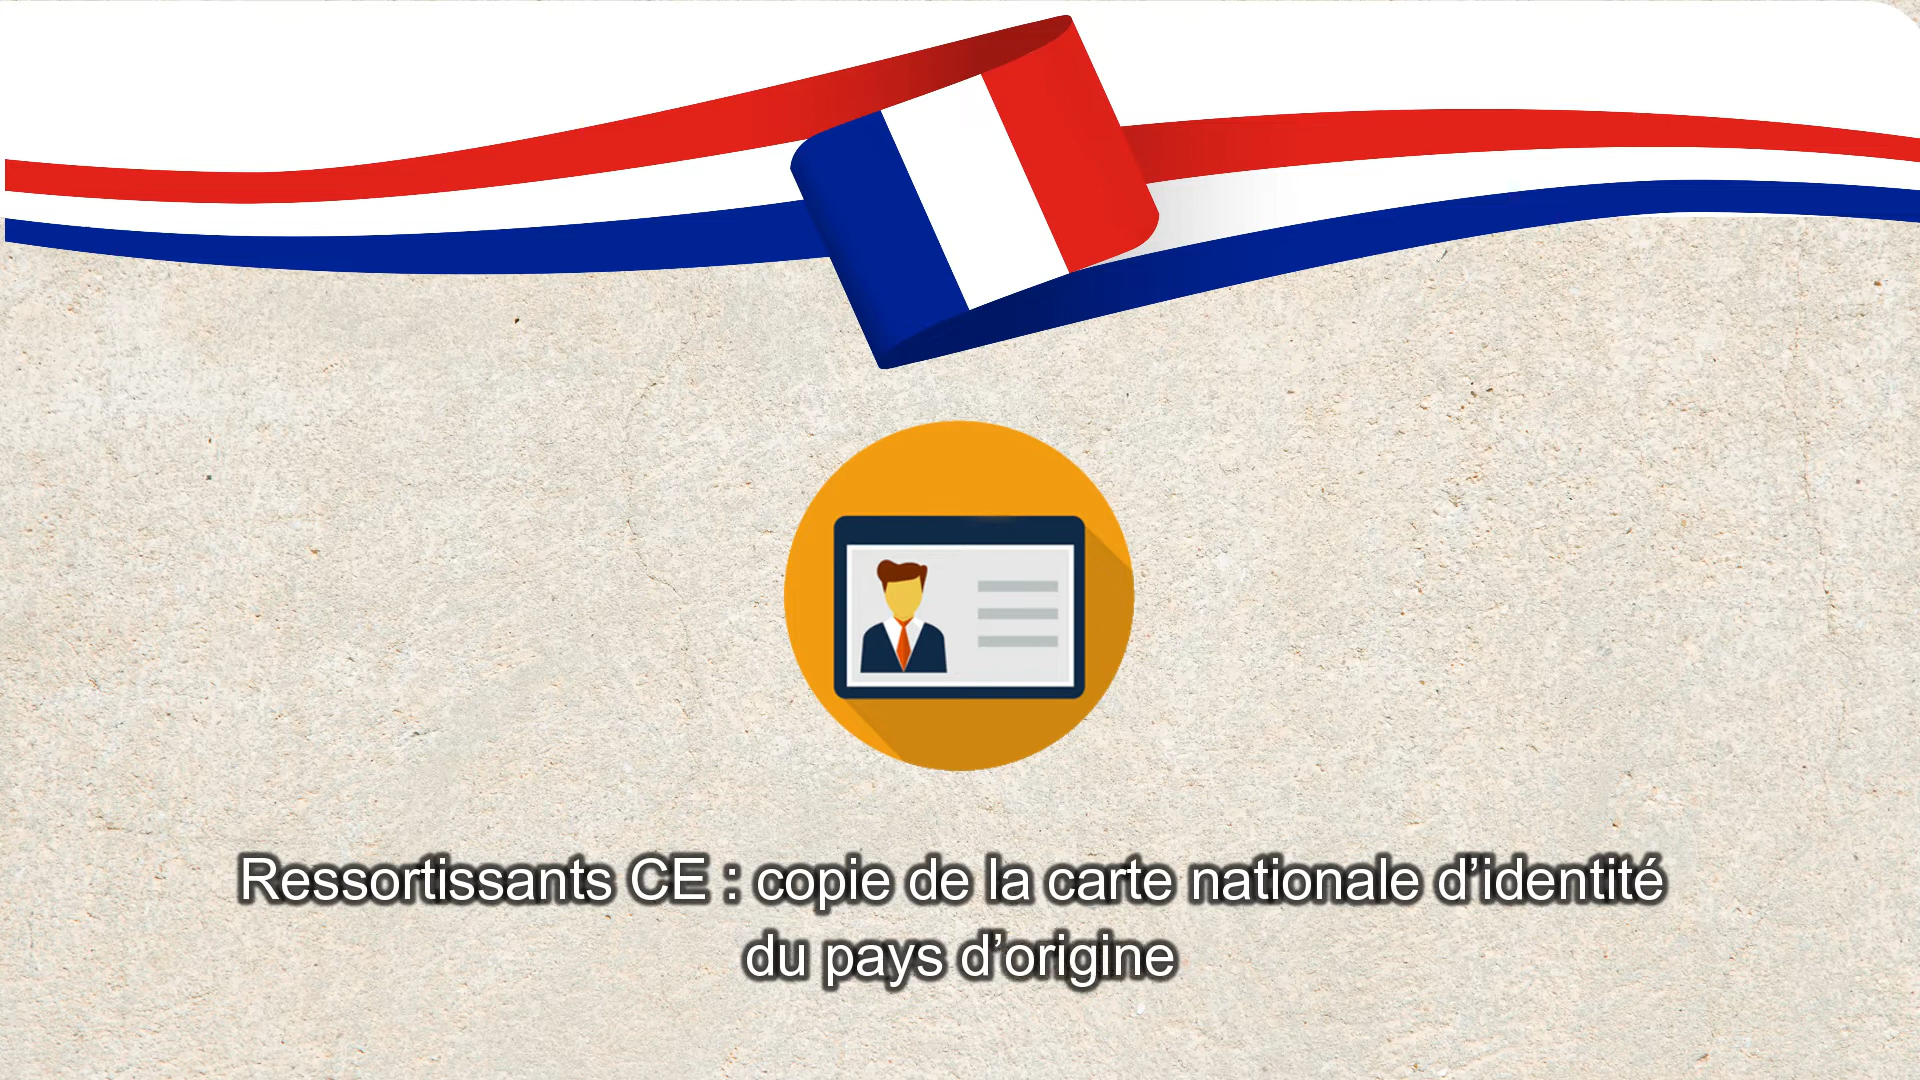 Ressortissants CE : copie de la carte nationale d’identité
du pays d’origine